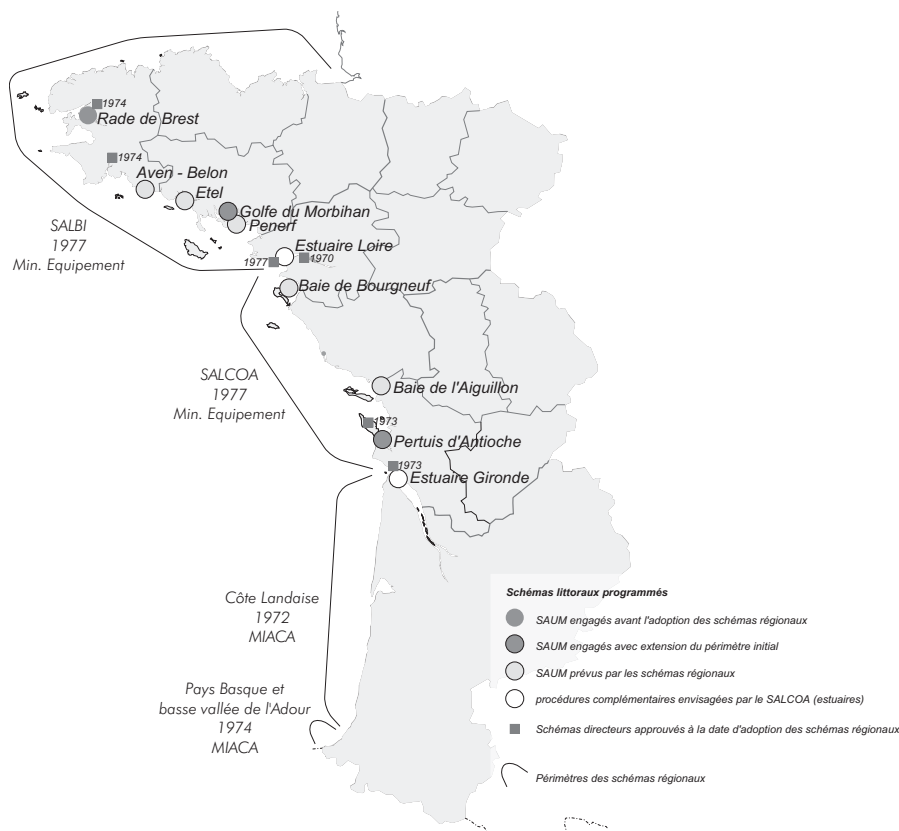 1974
Rade de Brest
1974
Aven - Belon
Etel
Golfe du Morbihan
Penerf
SALBI
1977
Min. Equipement
Estuaire Loire
1977
1970
Baie de Bourgneuf
SALCOA
1977
Min. Equipement
Baie de l'Aiguillon
1973
Pertuis d'Antioche
1973
Estuaire Gironde
Côte Landaise
1972
MIACA
Pays Basque et
basse vallée de l'Adour
1974
MIACA
Schémas littoraux programmés
SAUM engagés avant l'adoption des schémas régionaux
SAUM engagés avec extension du périmètre initial
SAUM prévus par les schémas régionaux
procédures complémentaires envisagées par le SALCOA (estuaires)
Schémas directeurs approuvés à la date d'adoption des schémas régionaux
Périmètres des schémas régionaux